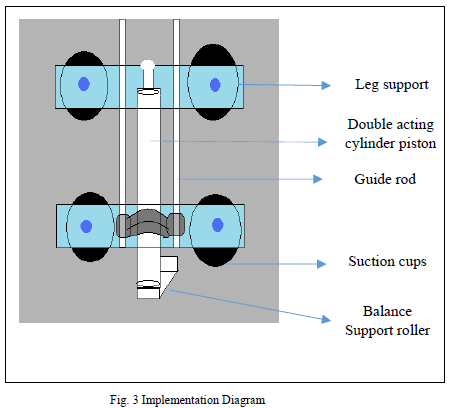 Leg support
Double acting
cylinder piston
Guide rod
Suction cups
Balance
Support roller
Fig. 3 Implementation Diagram